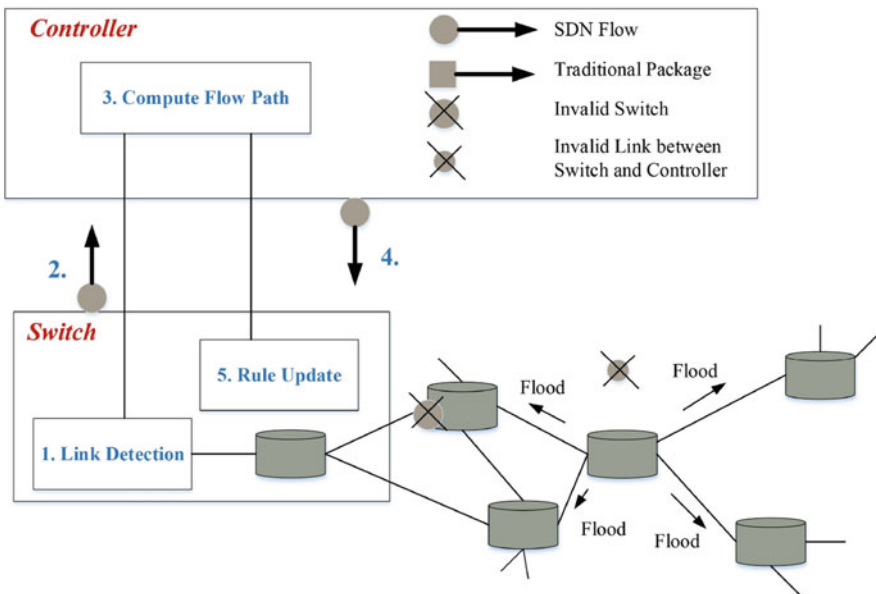 Controller
SDN Flow
Traditional Package
3. Compute Flow Path
Invalid Switch
Invalid Link between
Switch and Controller
2.
4.
Switch
5. Rule Update
Flood
Flood
1. Link Detection
Flood
Flood